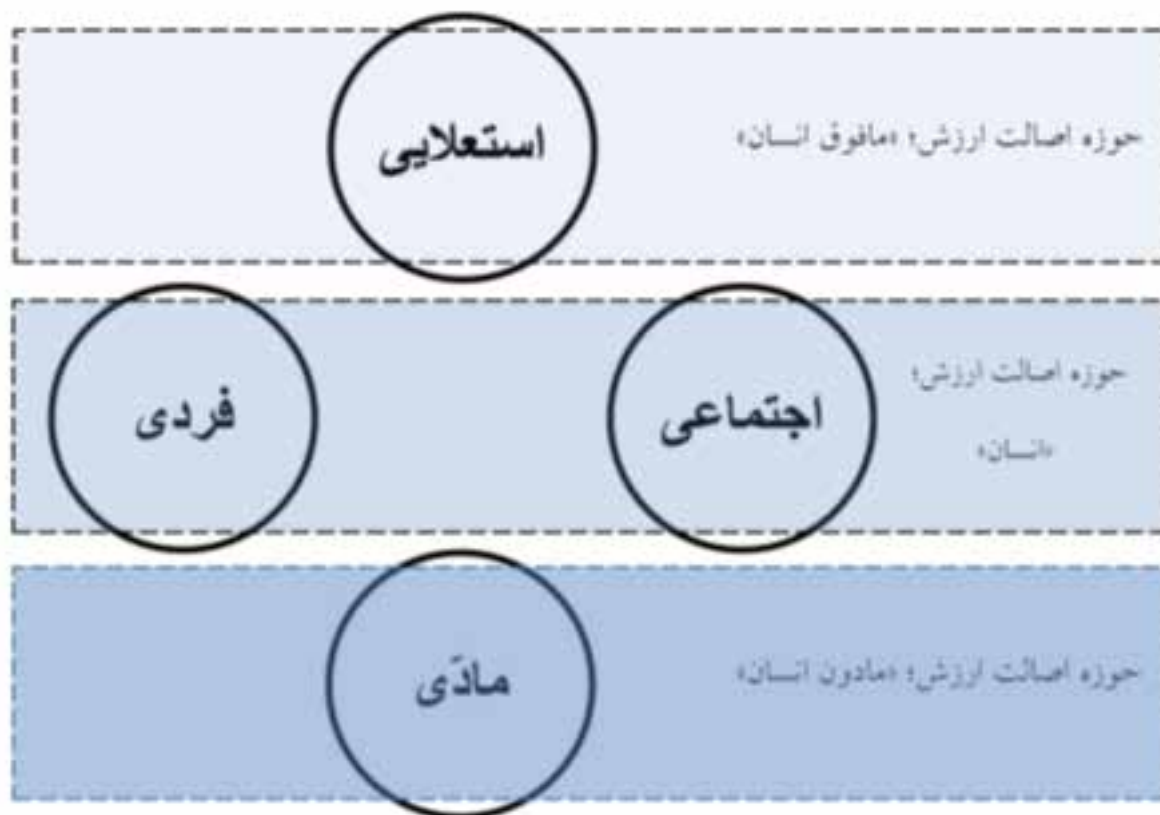 حوزه اصالت ارزش؛ «مافوق انسان»
استعلایی
حوزه اصالت ارزش؛
«انسان»
اجتماعی
فردی
حوزه اصالت ارزش؛ «مادون انسان»
مادّی